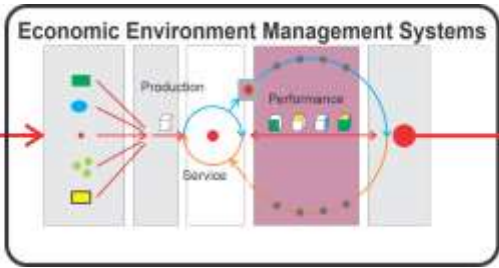 Economic Environment Management Systems
Production
Performance
Service